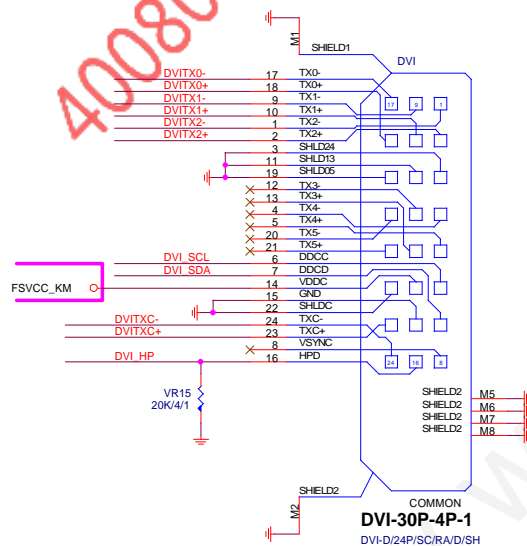 40080
M1
SHIELD1
DVI
DVITX0- 17 TX0-
DVITX0+ 18 TX0+
DVITX1- 9 TX1-
DVITX1+ 10 TX1+
DVITX2- 1 TX2-
DVITX2+ 2 TX2+
3 SHLD24
11 SHLD13
19 SHLD05
12 TX3-
13 TX3+
4 TX4-
5 TX4+
20 TX5-
21 TX5+
DVI_SCL 6 DDCC
DVI_SDA 7 DDCD
FSVCC_KM 14 VDDC
15 GND
22 SHLDC
DVITXC- 24 TXC-
DVITXC+ 23 TXC+
8 VSYNC
DVI_HP 16 HPD
17 9 1
24 16 8
VR15
20K/4/1
SHIELD2 M5
SHIELD2 M6
SHIELD2 M7
SHIELD2 M8
SHIELD2
M2
COMMON
DVI-30P-4P-1
DVI-D/24P/SC/RA/D/SH